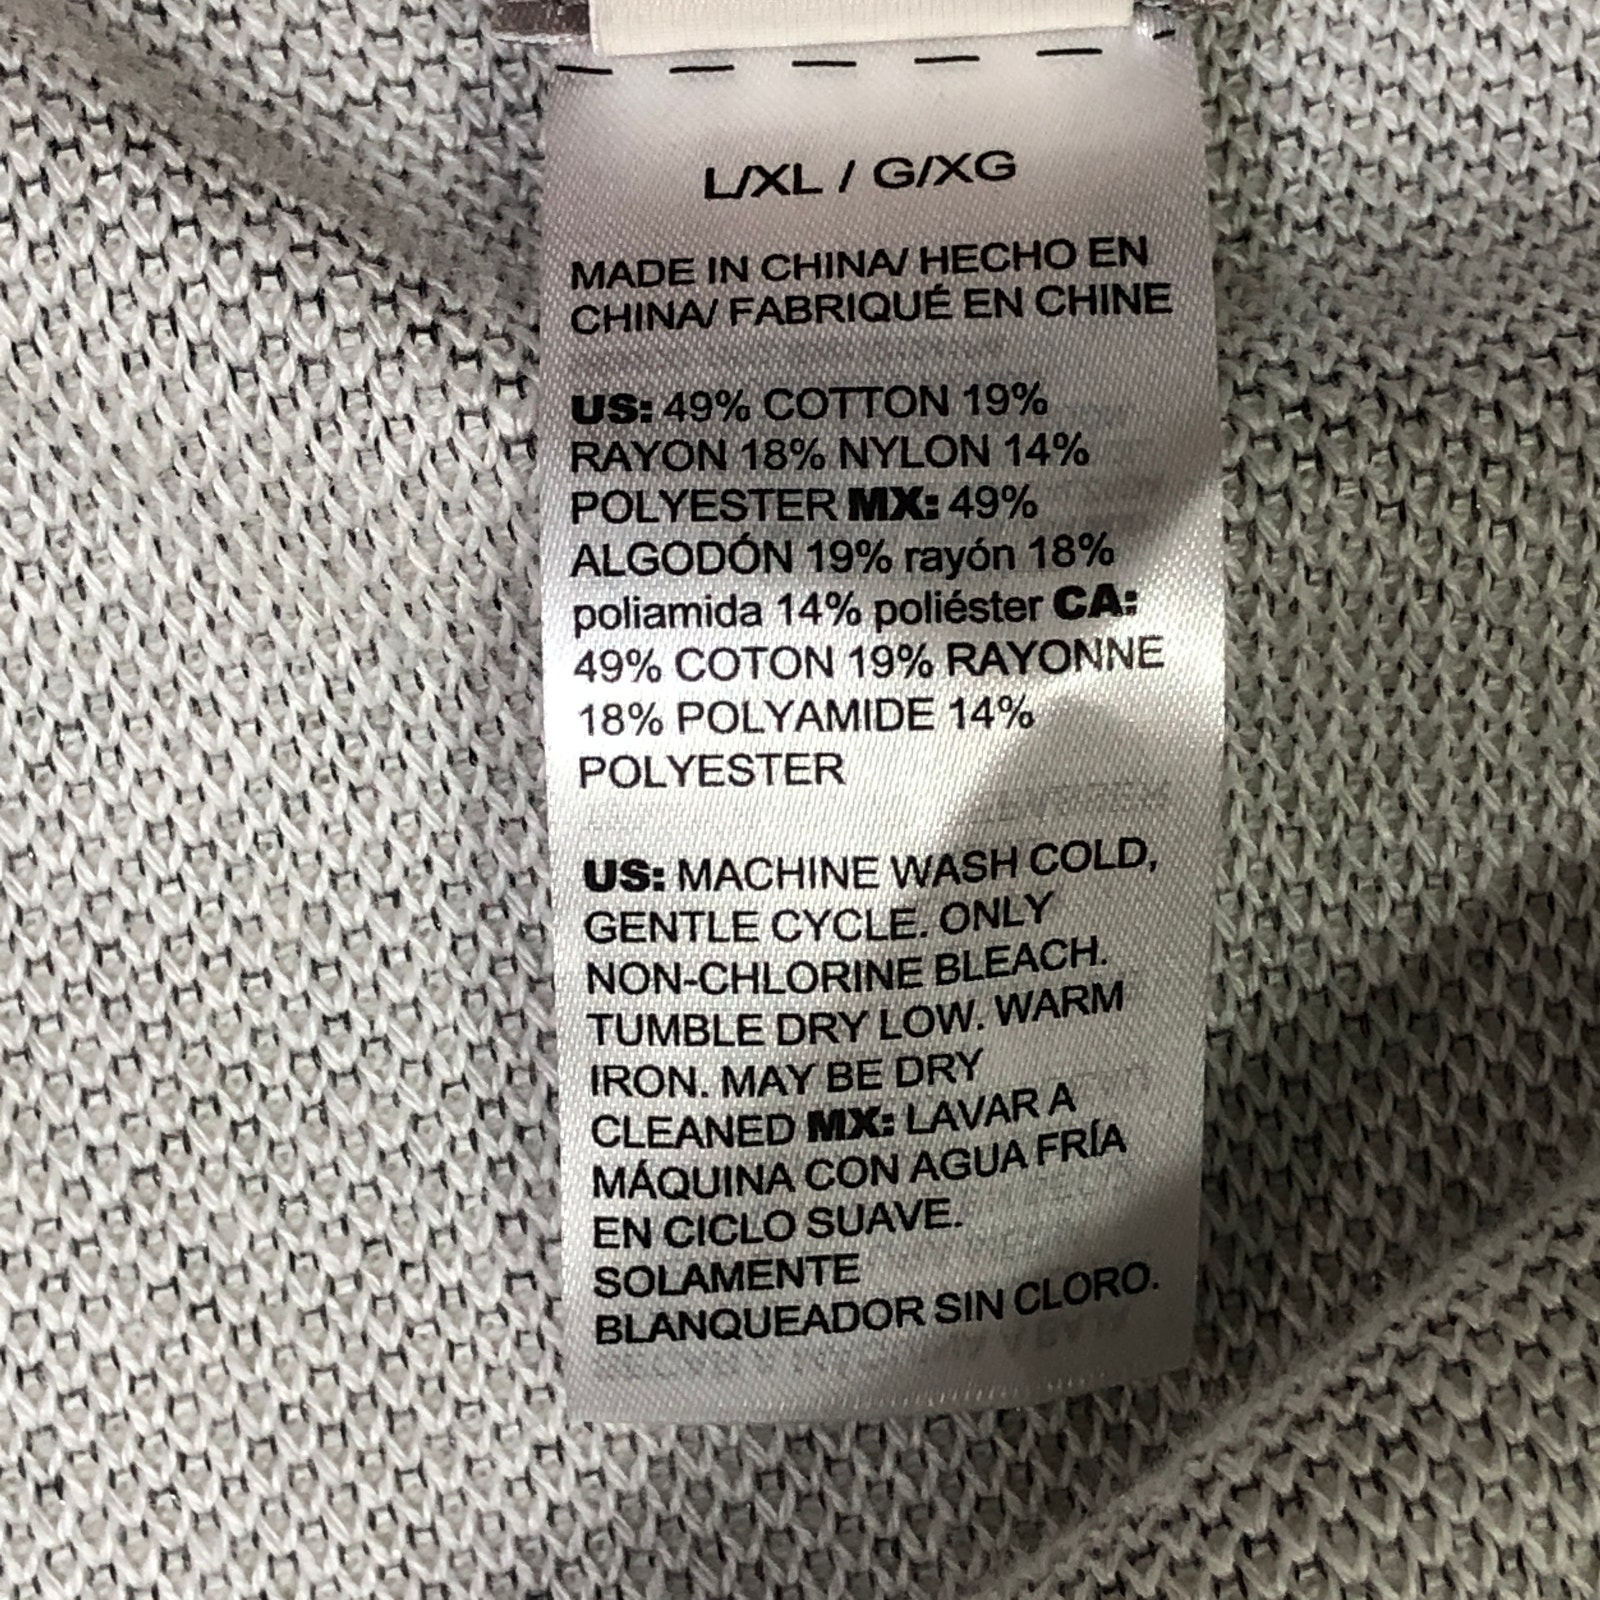 L/XL / G/XG
MADE IN CHINA/ HECHO EN
CHINA/ FABRIQUÉ EN CHINE
US: 49% COTTON 19%
RAYON 18% NYLON 14%
POLYESTER MX: 49%
ALGODÓN 19% rayón 18%
poliamida 14% poliéster CA:
49% COTON 19% RAYONNE
18% POLYAMIDE 14%
POLYESTER
US: MACHINE WASH COLD,
GENTLE CYCLE. ONLY
NON-CHLORINE BLEACH.
TUMBLE DRY LOW. WARM
IRON. MAY BE DRY
CLEANED MX: LAVAR A
MÁQUINA CON AGUA FRÍA
EN CICLO SUAVE.
SOLAMENTE
BLANQUEADOR SIN CLORO.